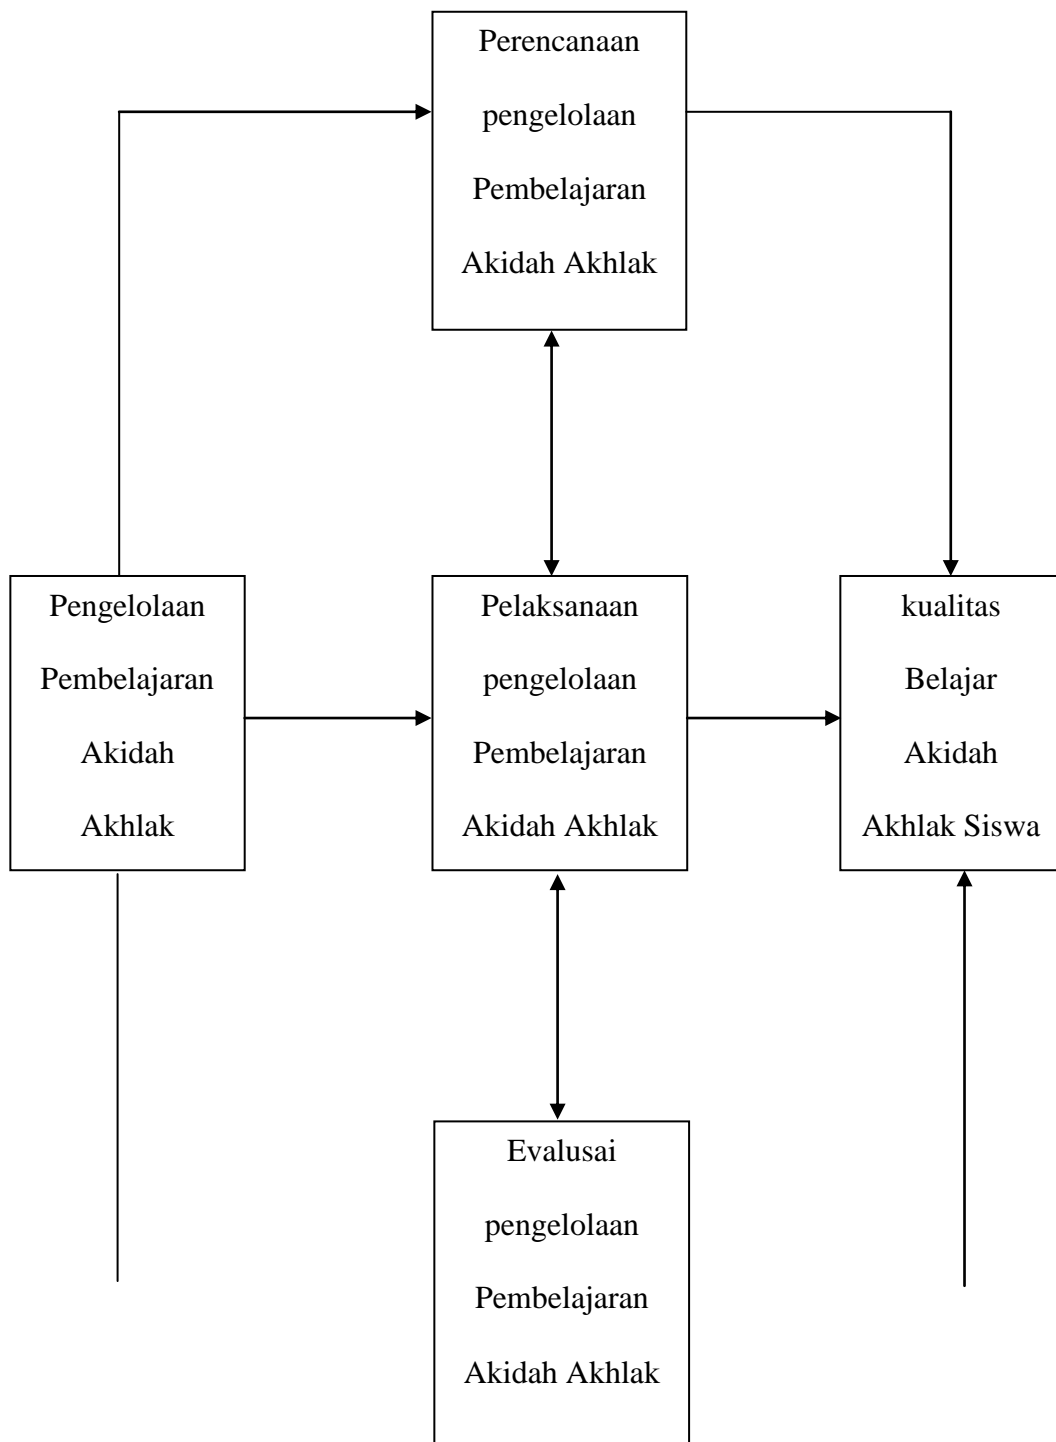 Perencanaan
pengelolaan
Pembelajaran
Akidah Akhlak
Pengelolaan
Pembelajaran
Akidah
Akhlak
Pelaksanaan
pengelolaan
Pembelajaran
Akidah Akhlak
kualitas
Belajar
Akidah
Akhlak Siswa
Evalusai
pengelolaan
Pembelajaran
Akidah Akhlak